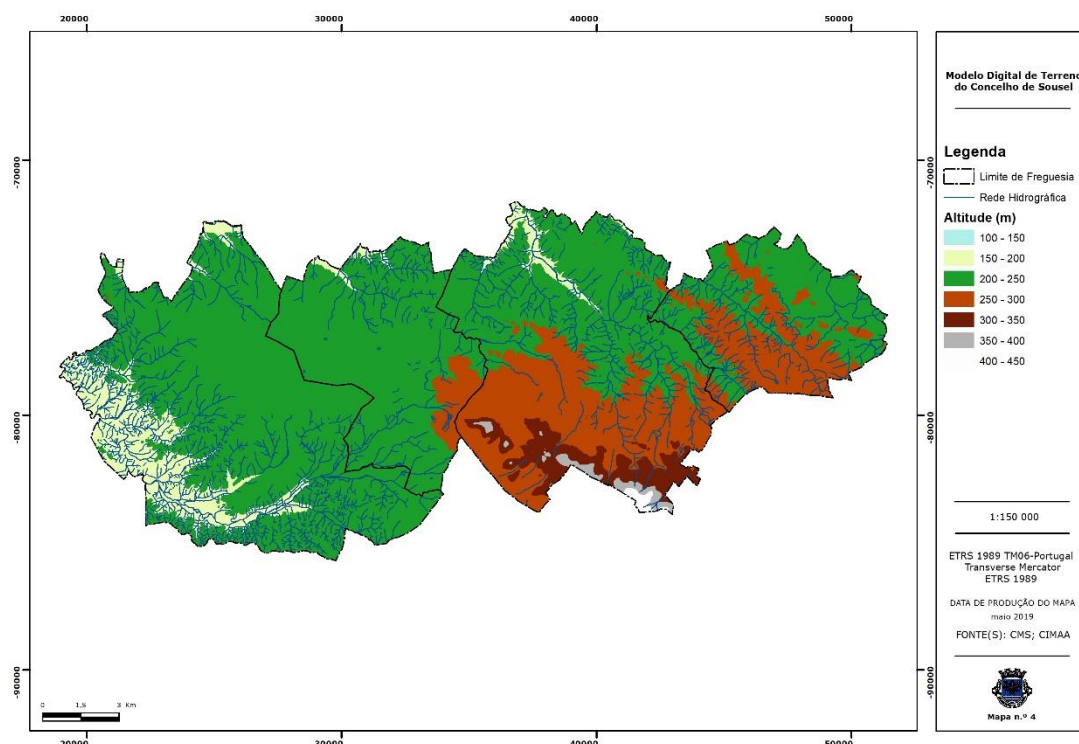 20000 30000 40000 50000
-70000
-80000
-90000
-70000
-80000
-90000
0 1,5 3 Km
20000 30000 40000 50000
Modelo Digital de Terreno
do Concelho de Sousel
Legenda
Limite de Freguesia
Rede Hidrográfica
Altitude (m)
100 - 150
150 - 200
200 - 250
250 - 300
300 - 350
350 - 400
400 - 450
1:150 000
ETRS 1989 TM06-Portugal
Transverse Mercator
ETRS 1989
DATA DE PRODUÇÃO DO MAPA
maio 2019
FONTE(S): CMS; CIMAA
Mapa n.º 4